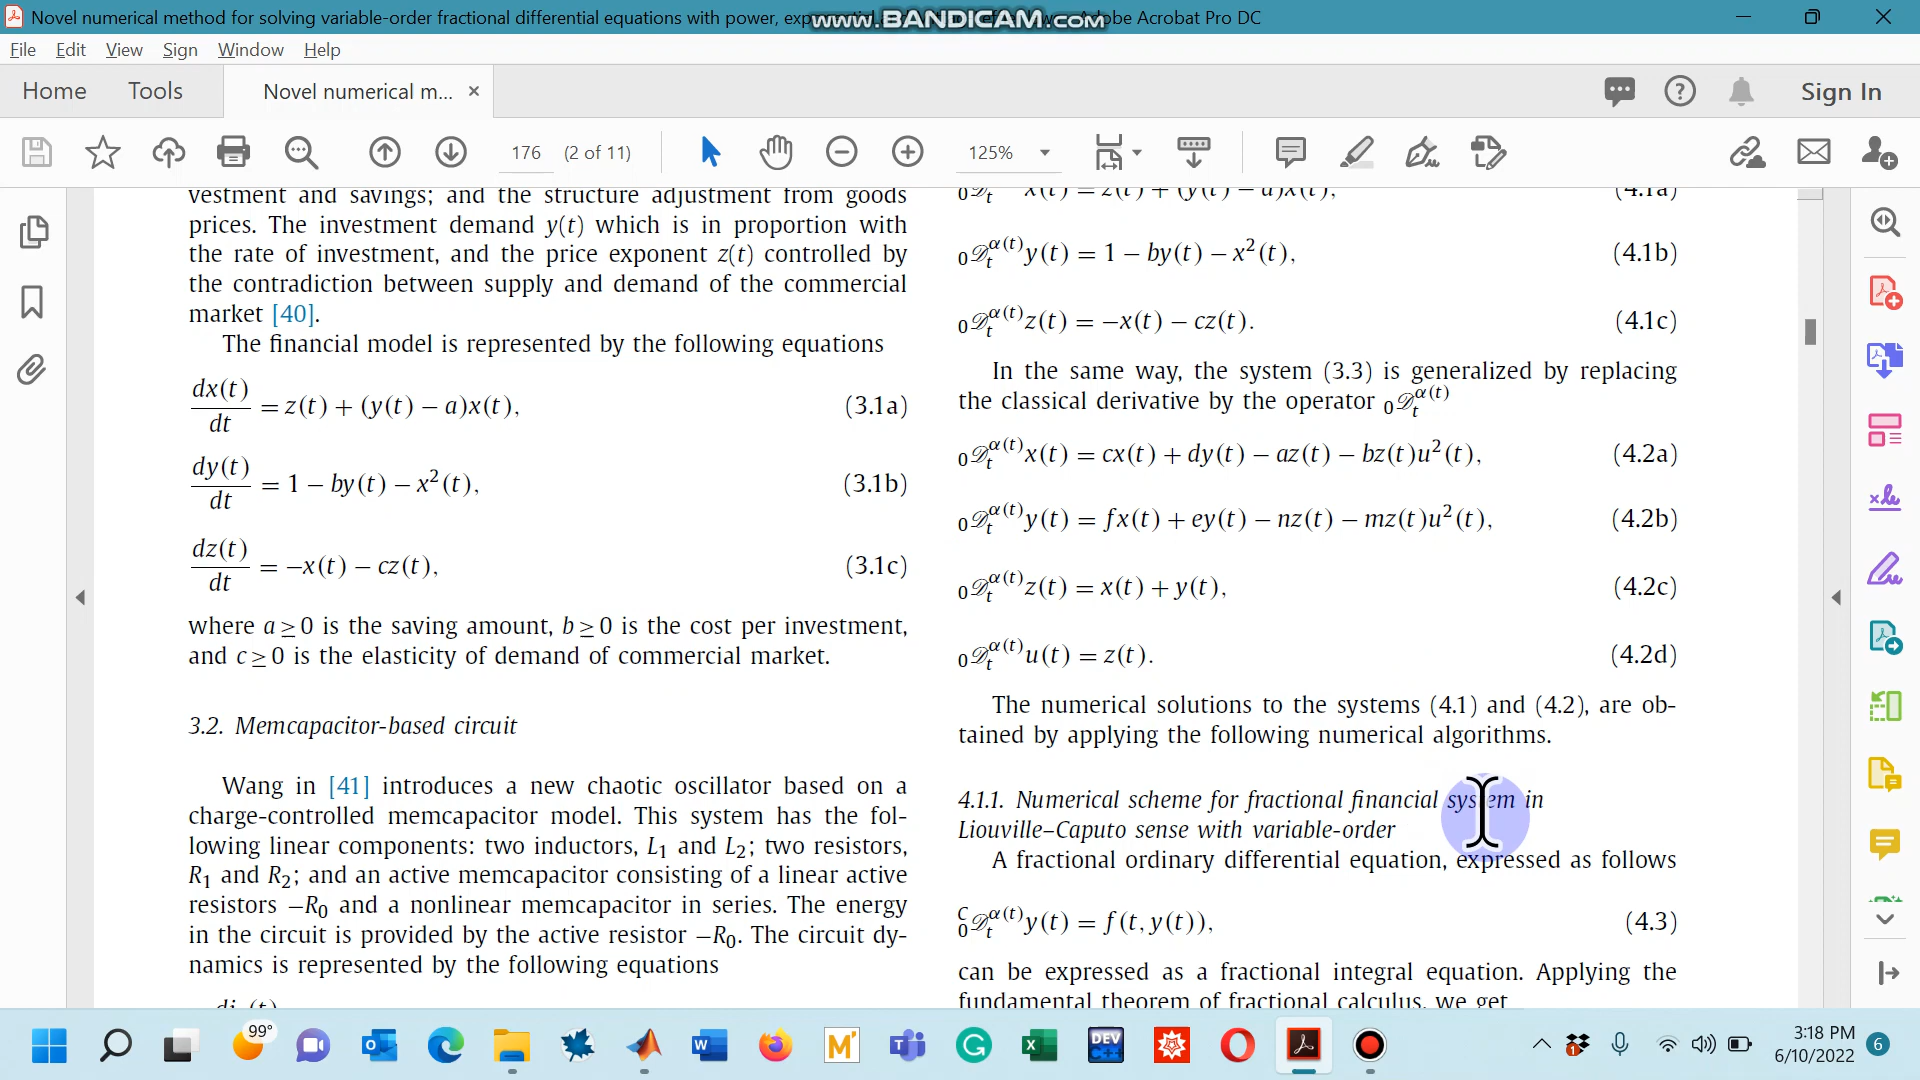 Novel numerical method for solving variable-order fractional differential equations with power, Adobe Acrobat Pro DC
www.BANDICAM.com
File Edit View Sign Window Help
Home Tools Novel numerical m... × Sign In
176 (2 of 11) 125%
vestment and savings; and the structure adjustment from goods
prices. The investment demand y(t) which is in proportion with
the rate of investment, and the price exponent z(t) controlled by
the contradiction between supply and demand of the commercial
market [40].
The financial model is represented by the following equations
dx(t)/dt = z(t) + (y(t) − a)x(t), (3.1a)
dy(t)/dt = 1 − by(t) − x²(t), (3.1b)
dz(t)/dt = −x(t) − cz(t), (3.1c)
where a ≥ 0 is the saving amount, b ≥ 0 is the cost per investment,
and c ≥ 0 is the elasticity of demand of commercial market.
3.2. Memcapacitor-based circuit
Wang in [41] introduces a new chaotic oscillator based on a
charge-controlled memcapacitor model. This system has the fol-
lowing linear components: two inductors, L₁ and L₂; two resistors,
R₁ and R₂; and an active memcapacitor consisting of a linear active
resistors −R₀ and a nonlinear memcapacitor in series. The energy
in the circuit is provided by the active resistor −R₀. The circuit dy-
namics is represented by the following equations
₀𝒟ₜ x(t) = z(t) + (y(t) − a)x(t), (4.1a)
₀𝒟ₜ^α(t) y(t) = 1 − by(t) − x²(t), (4.1b)
₀𝒟ₜ^α(t) z(t) = −x(t) − cz(t). (4.1c)
In the same way, the system (3.3) is generalized by replacing
the classical derivative by the operator ₀𝒟ₜ^α(t)
₀𝒟ₜ^α(t) x(t) = cx(t) + dy(t) − az(t) − bz(t)u²(t), (4.2a)
₀𝒟ₜ^α(t) y(t) = fx(t) + ey(t) − nz(t) − mz(t)u²(t), (4.2b)
₀𝒟ₜ^α(t) z(t) = x(t) + y(t), (4.2c)
₀𝒟ₜ^α(t) u(t) = z(t). (4.2d)
The numerical solutions to the systems (4.1) and (4.2), are ob-
tained by applying the following numerical algorithms.
4.1.1. Numerical scheme for fractional financial system in
Liouville–Caputo sense with variable-order
A fractional ordinary differential equation, expressed as follows
ᶜ₀𝒟ₜ^α(t) y(t) = f(t, y(t)), (4.3)
can be expressed as a fractional integral equation. Applying the
fundamental theorem of fractional calculus, we get
99°
DEV C++
3:18 PM
6/10/2022
6